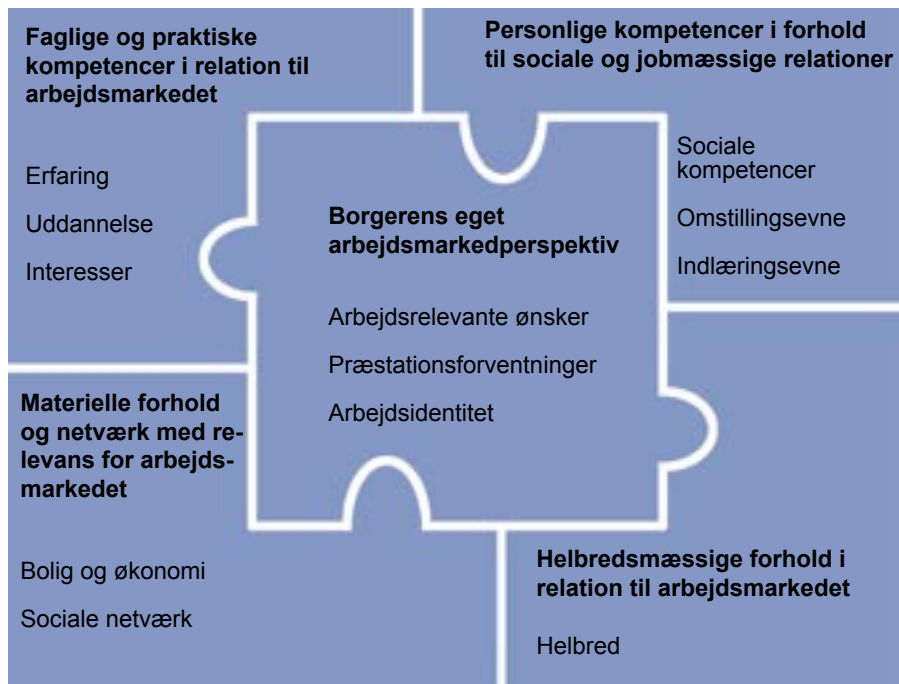 Faglige og praktiske
kompetencer i relation til
arbejdsmarkedet
Erfaring
Uddannelse
Interesser
Personlige kompetencer i forhold
til sociale og jobmæssige relationer
Sociale
kompetencer
Omstillingsevne
Indlæringsevne
Borgerens eget
arbejdsmarkedperspektiv
Arbejdsrelevante ønsker
Præstationsforventninger
Arbejdsidentitet
Materielle forhold
og netværk med re-
levans for arbejds-
markedet
Bolig og økonomi
Sociale netværk
Helbredsmæssige forhold i
relation til arbejdsmarkedet
Helbred